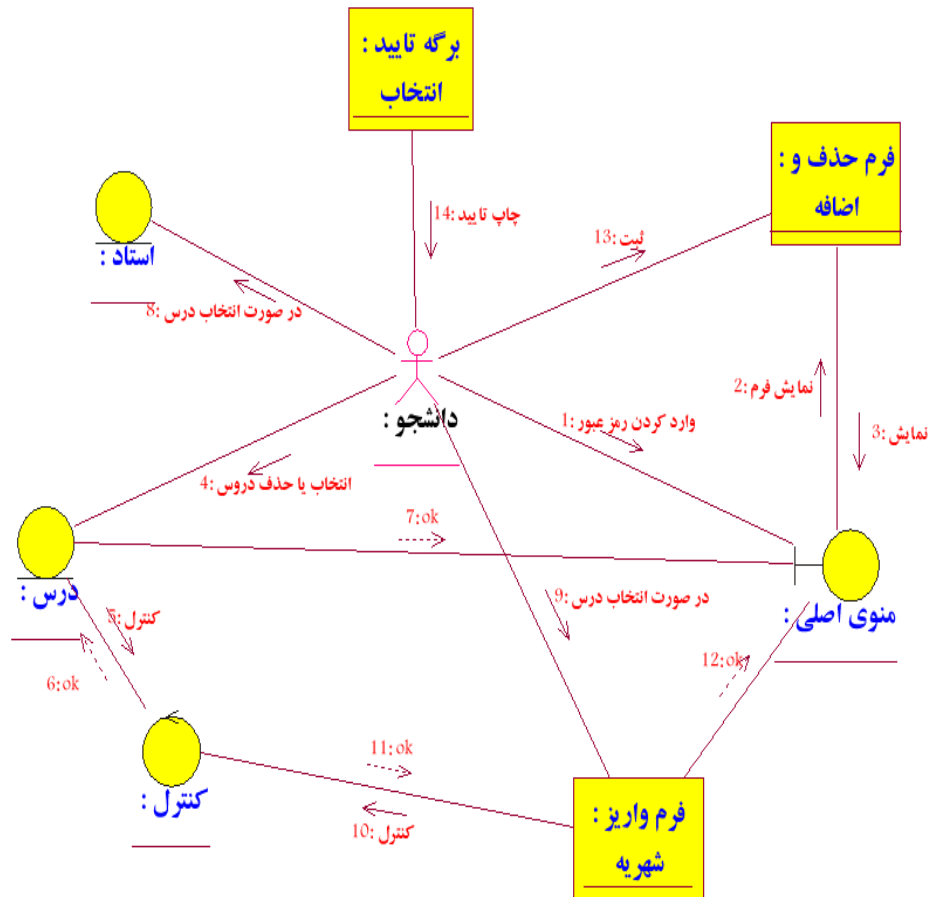 برگه تایید :
انتخاب
فرم حذف و :
اضافه
14:چاپ تایید
13:ثبت
استاد :
8:در صورت انتخاب درس
2:نمایش فرم
3:نمایش
دانشجو :
1:وارد کردن رمز عبور
4:انتخاب یا حذف دروس
7:ok
درس :
منوی اصلی :
9:در صورت انتخاب درس
5:کنترل
6:ok
12:ok
11:ok
10:کنترل
کنترل :
فرم واریز :
شهریه